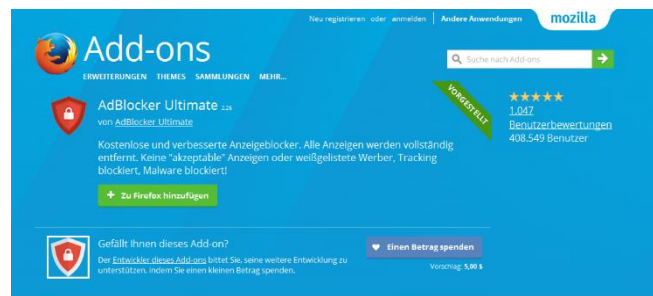 Neu registrieren oder anmelden | Andere Anwendungen
mozilla
Add-ons
Suche nach Add-ons
ERWEITERUNGEN THEMES SAMMLUNGEN MEHR...
VORGESTELLT
AdBlocker Ultimate 2.26
von AdBlocker Ultimate
1.047
Benutzerbewertungen
408.549 Benutzer
Kostenlose und verbesserte Anzeigeblocker. Alle Anzeigen werden vollständig
entfernt. Keine "akzeptable" Anzeigen oder weißgelistete Werber, Tracking
blockiert, Malware blockiert!
+ Zu Firefox hinzufügen
Gefällt Ihnen dieses Add-on?
Der Entwickler dieses Add-ons bittet Sie, seine weitere Entwicklung zu
unterstützen, indem Sie einen kleinen Betrag spenden.
Einen Betrag spenden
Vorschlag: 5,00 $